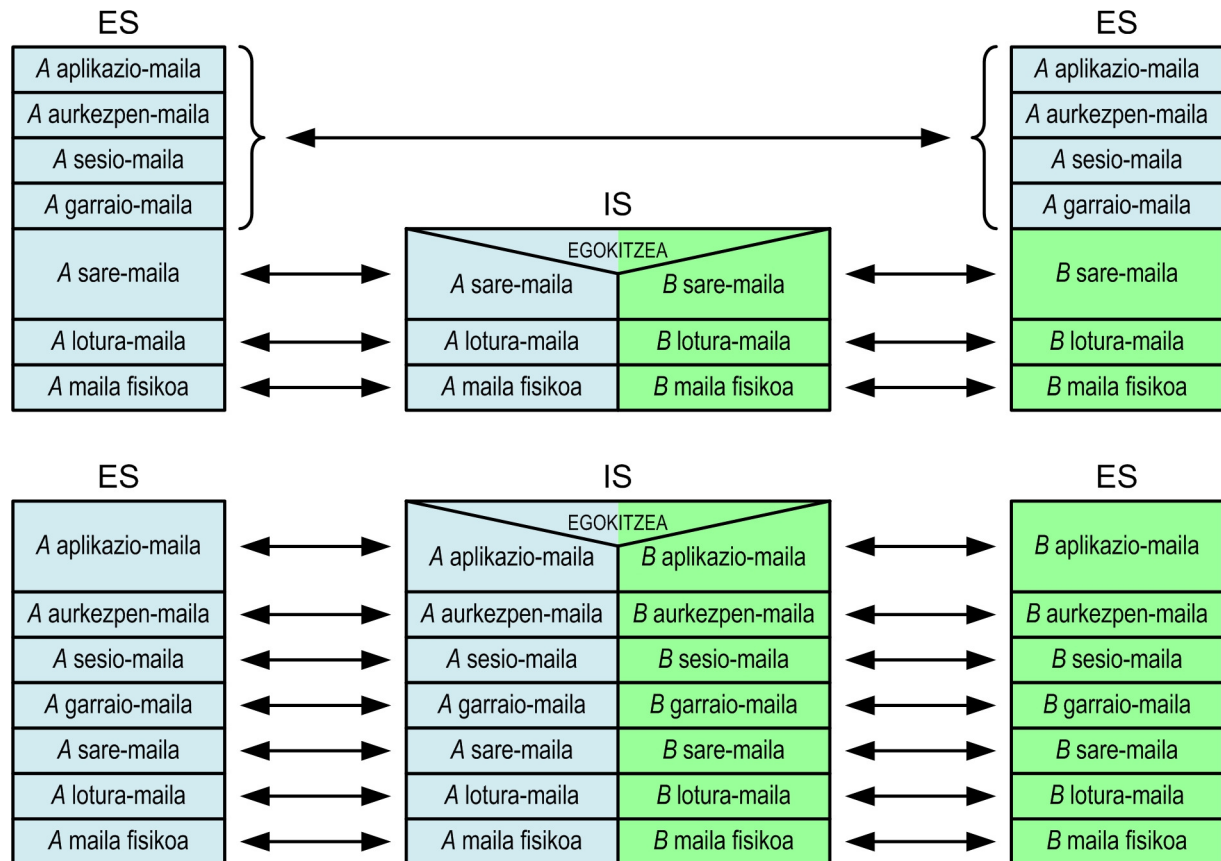 ES
A aplikazio-maila
A aurkezpen-maila
A sesio-maila
A garraio-maila
A sare-maila
A lotura-maila
A maila fisikoa
IS
EGOKITZEA
A sare-maila
B sare-maila
A lotura-maila
B lotura-maila
A maila fisikoa
B maila fisikoa
ES
A aplikazio-maila
A aurkezpen-maila
A sesio-maila
A garraio-maila
B sare-maila
B lotura-maila
B maila fisikoa
ES
A aplikazio-maila
A aurkezpen-maila
A sesio-maila
A garraio-maila
A sare-maila
A lotura-maila
A maila fisikoa
IS
EGOKITZEA
A aplikazio-maila
B aplikazio-maila
A aurkezpen-maila
B aurkezpen-maila
A sesio-maila
B sesio-maila
A garraio-maila
B garraio-maila
A sare-maila
B sare-maila
A lotura-maila
B lotura-maila
A maila fisikoa
B maila fisikoa
ES
B aplikazio-maila
B aurkezpen-maila
B sesio-maila
B garraio-maila
B sare-maila
B lotura-maila
B maila fisikoa